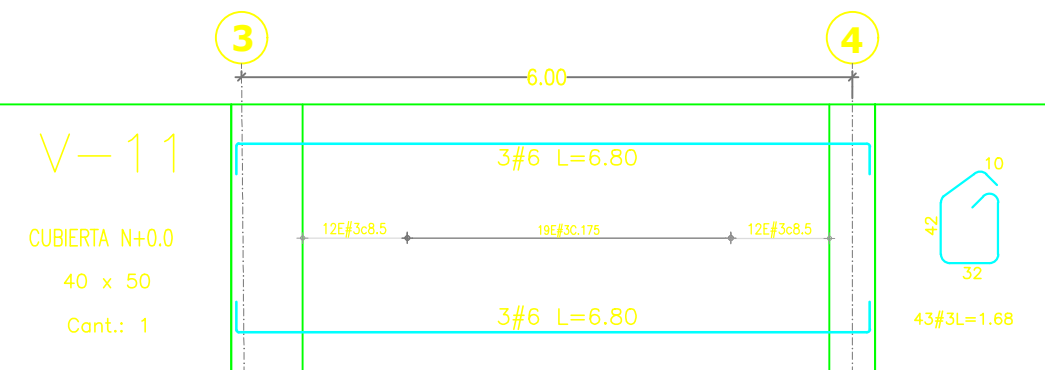 3
4
6.00
V-11
3#6 L=6.80
10
12E#3c8.5
19E#3C.175
12E#3c8.5
42
CUBIERTA N+0.0
32
40 x 50
3#6 L=6.80
Cant.: 1
43#3L=1.68